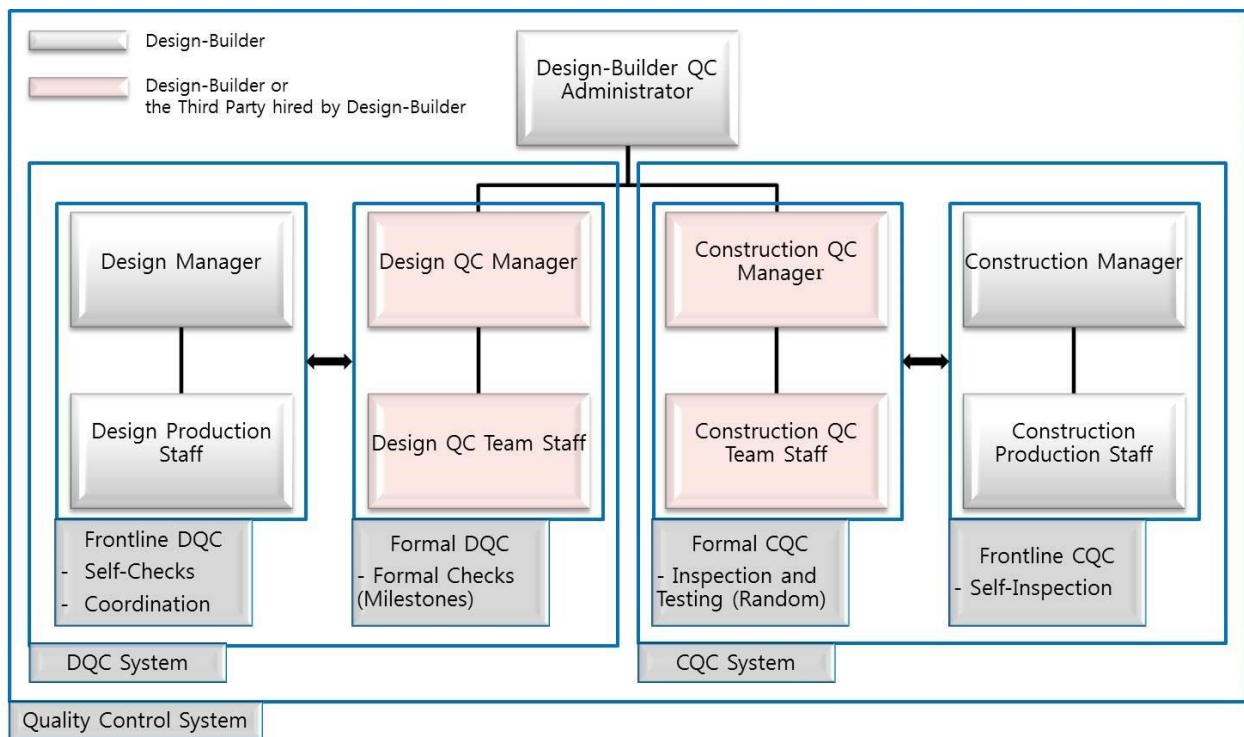 Design-Builder
Design-Builder or
the Third Party hired by Design-Builder
Design-Builder QC
Administrator
Design Manager
Design QC Manager
Construction QC
Manager
Construction Manager
Design Production
Staff
Design QC Team Staff
Construction QC
Team Staff
Construction
Production Staff
Frontline DQC
- Self-Checks
- Coordination
Formal DQC
- Formal Checks
(Milestones)
Formal CQC
- Inspection and
Testing (Random)
Frontline CQC
- Self-Inspection
DQC System
CQC System
Quality Control System